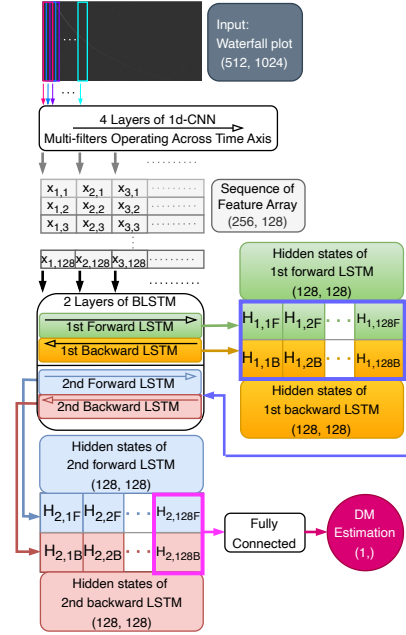 Input:
Waterfall plot
(512, 1024)
...
...
4 Layers of 1d-CNN
Multi-filters Operating Across Time Axis
x1,1 x2,1 x3,1
x1,2 x2,2 x3,2
x1,3 x2,3 x3,3
Sequence of
Feature Array
(256, 128)
x1,128 x2,128 x3,128
2 Layers of BLSTM
1st Forward LSTM
1st Backward LSTM
2nd Forward LSTM
2nd Backward LSTM
Hidden states of
1st forward LSTM
(128, 128)
H1,1F H1,2F ... H1,128F
H1,1B H1,2B ... H1,128B
Hidden states of
1st backward LSTM
(128, 128)
Hidden states of
2nd forward LSTM
(128, 128)
H2,1F H2,2F ... H2,128F
H2,1B H2,2B ... H2,128B
Hidden states of
2nd backward LSTM
(128, 128)
Fully
Connected
DM
Estimation
(1,)